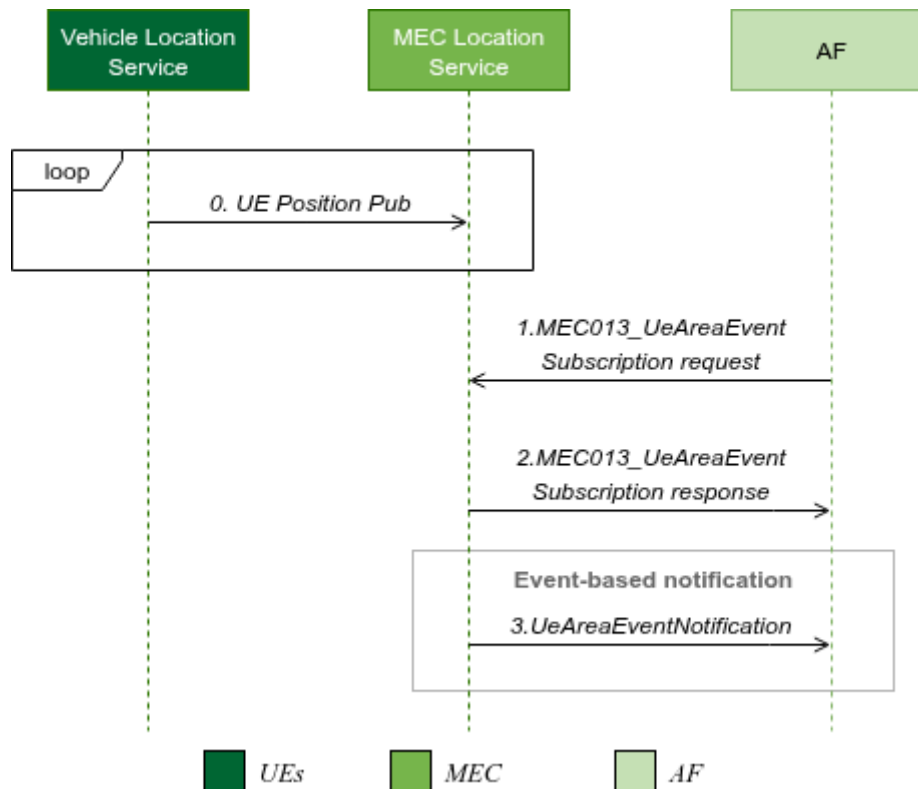 Vehicle Location
Service
MEC Location
Service
AF
loop
0. UE Position Pub
1.MEC013_UeAreaEvent
Subscription request
2.MEC013_UeAreaEvent
Subscription response
Event-based notification
3.UeAreaEventNotification
UEs
MEC
AF